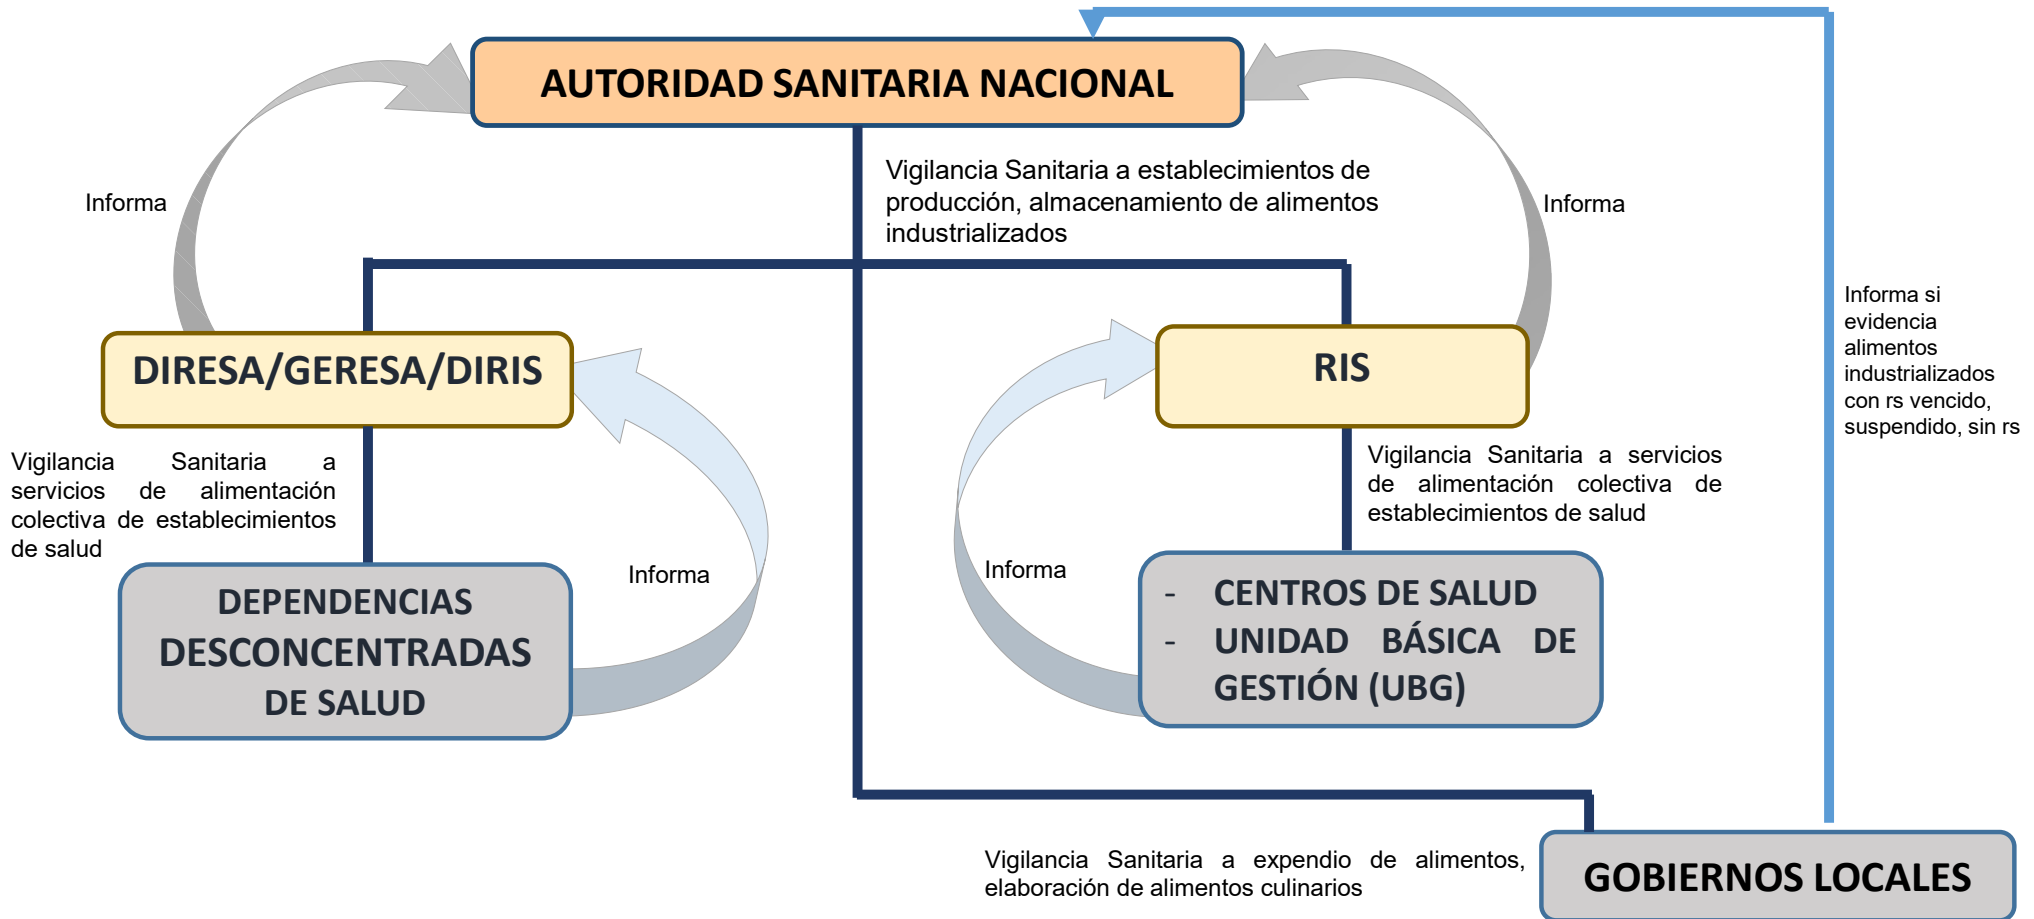 AUTORIDAD SANITARIA NACIONAL
Vigilancia Sanitaria a establecimientos de
producción, almacenamiento de alimentos
industrializados
Informa
Informa
Informa si
evidencia
alimentos
industrializados
con rs vencido,
suspendido, sin rs
DIRESA/GERESA/DIRIS
RIS
Vigilancia Sanitaria a
servicios de alimentación
colectiva de establecimientos
de salud
Vigilancia Sanitaria a servicios
de alimentación colectiva de
establecimientos de salud
Informa
Informa
DEPENDENCIAS
DESCONCENTRADAS
DE SALUD
- CENTROS DE SALUD
- UNIDAD BÁSICA DE
GESTIÓN (UBG)
Vigilancia Sanitaria a expendio de alimentos,
elaboración de alimentos culinarios
GOBIERNOS LOCALES